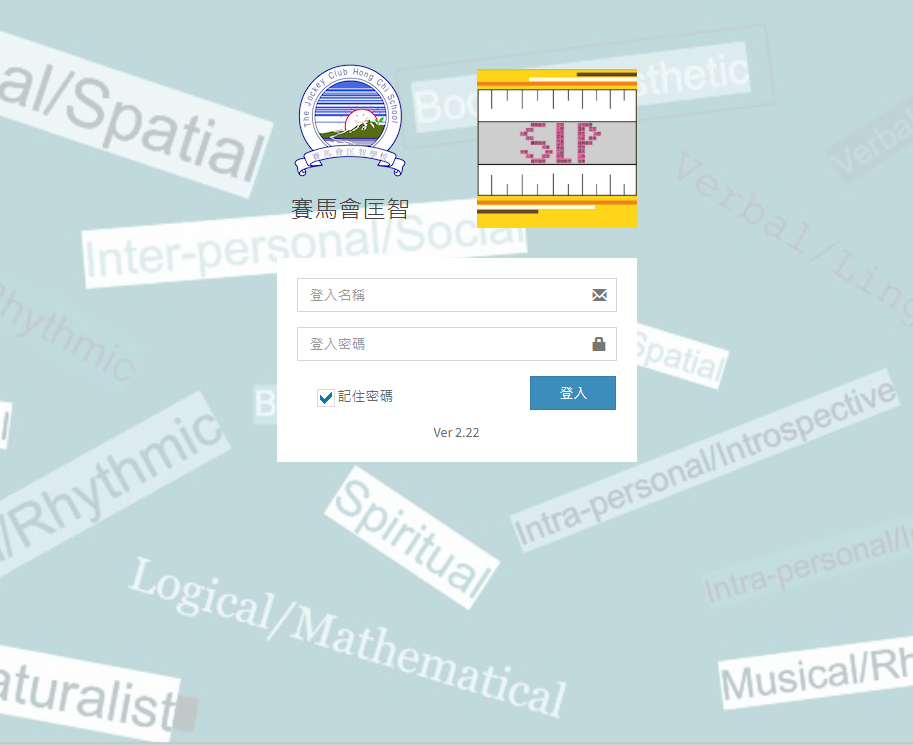 al/Spatial
Bod
sthetic
Verbal
The Jockey Club Hong Chi School
賽馬會匡智學校
SIP
賽馬會匡智
Inter-personal/Social
Verbal/Ling
登入名稱
登入密碼
Rhythmic
Spatial
記住密碼
登入
B
Ver 2.22
l/Rhythmic
Intra-personal/Introspective
Spiritual
Intra-personal/In
Logical/Mathematical
aturalist
Musical/Rh